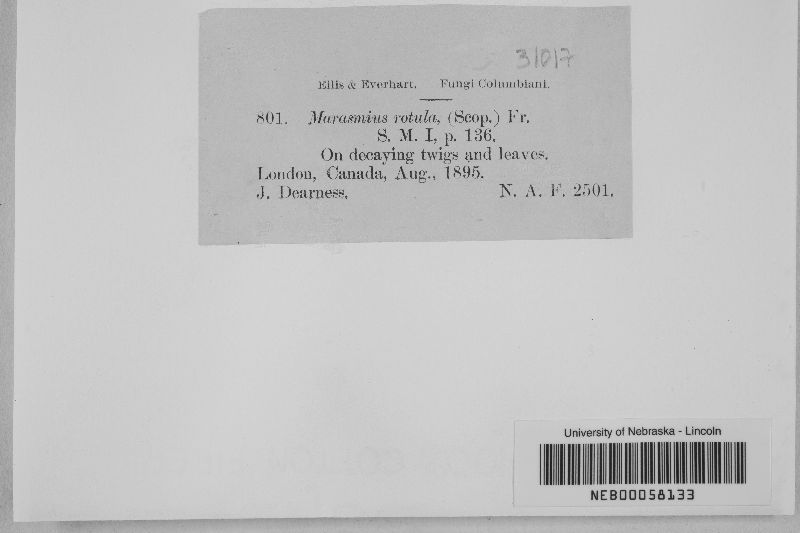 31017
Ellis & Everhart. Fungi Columbiani.
801. Marasmius rotula, (Scop.) Fr.
S. M. I, p. 136.
On decaying twigs and leaves.
London, Canada, Aug., 1895.
J. Dearness. N. A. F. 2501.
University of Nebraska - Lincoln
NEB00058133